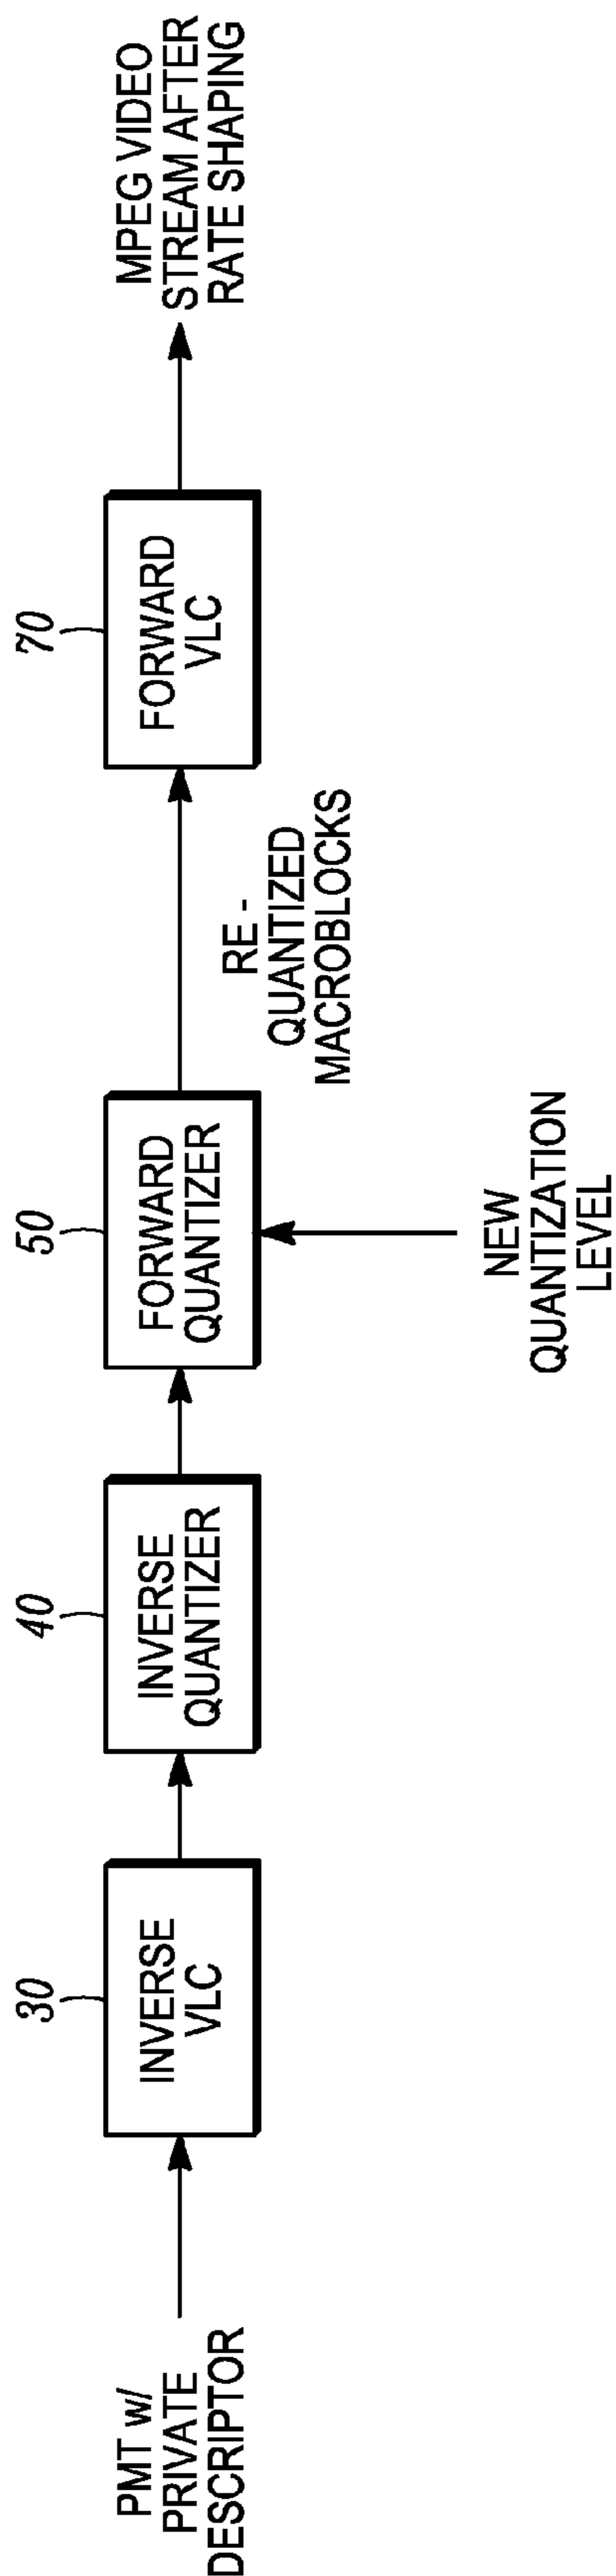 PMT w/
PRIVATE
DESCRIPTOR
30
INVERSE
VLC
40
INVERSE
QUANTIZER
50
FORWARD
QUANTIZER
NEW
QUANTIZATION
LEVEL
RE -
QUANTIZED
MACROBLOCKS
70
FORWARD
VLC
MPEG VIDEO
STREAM AFTER
RATE SHAPING